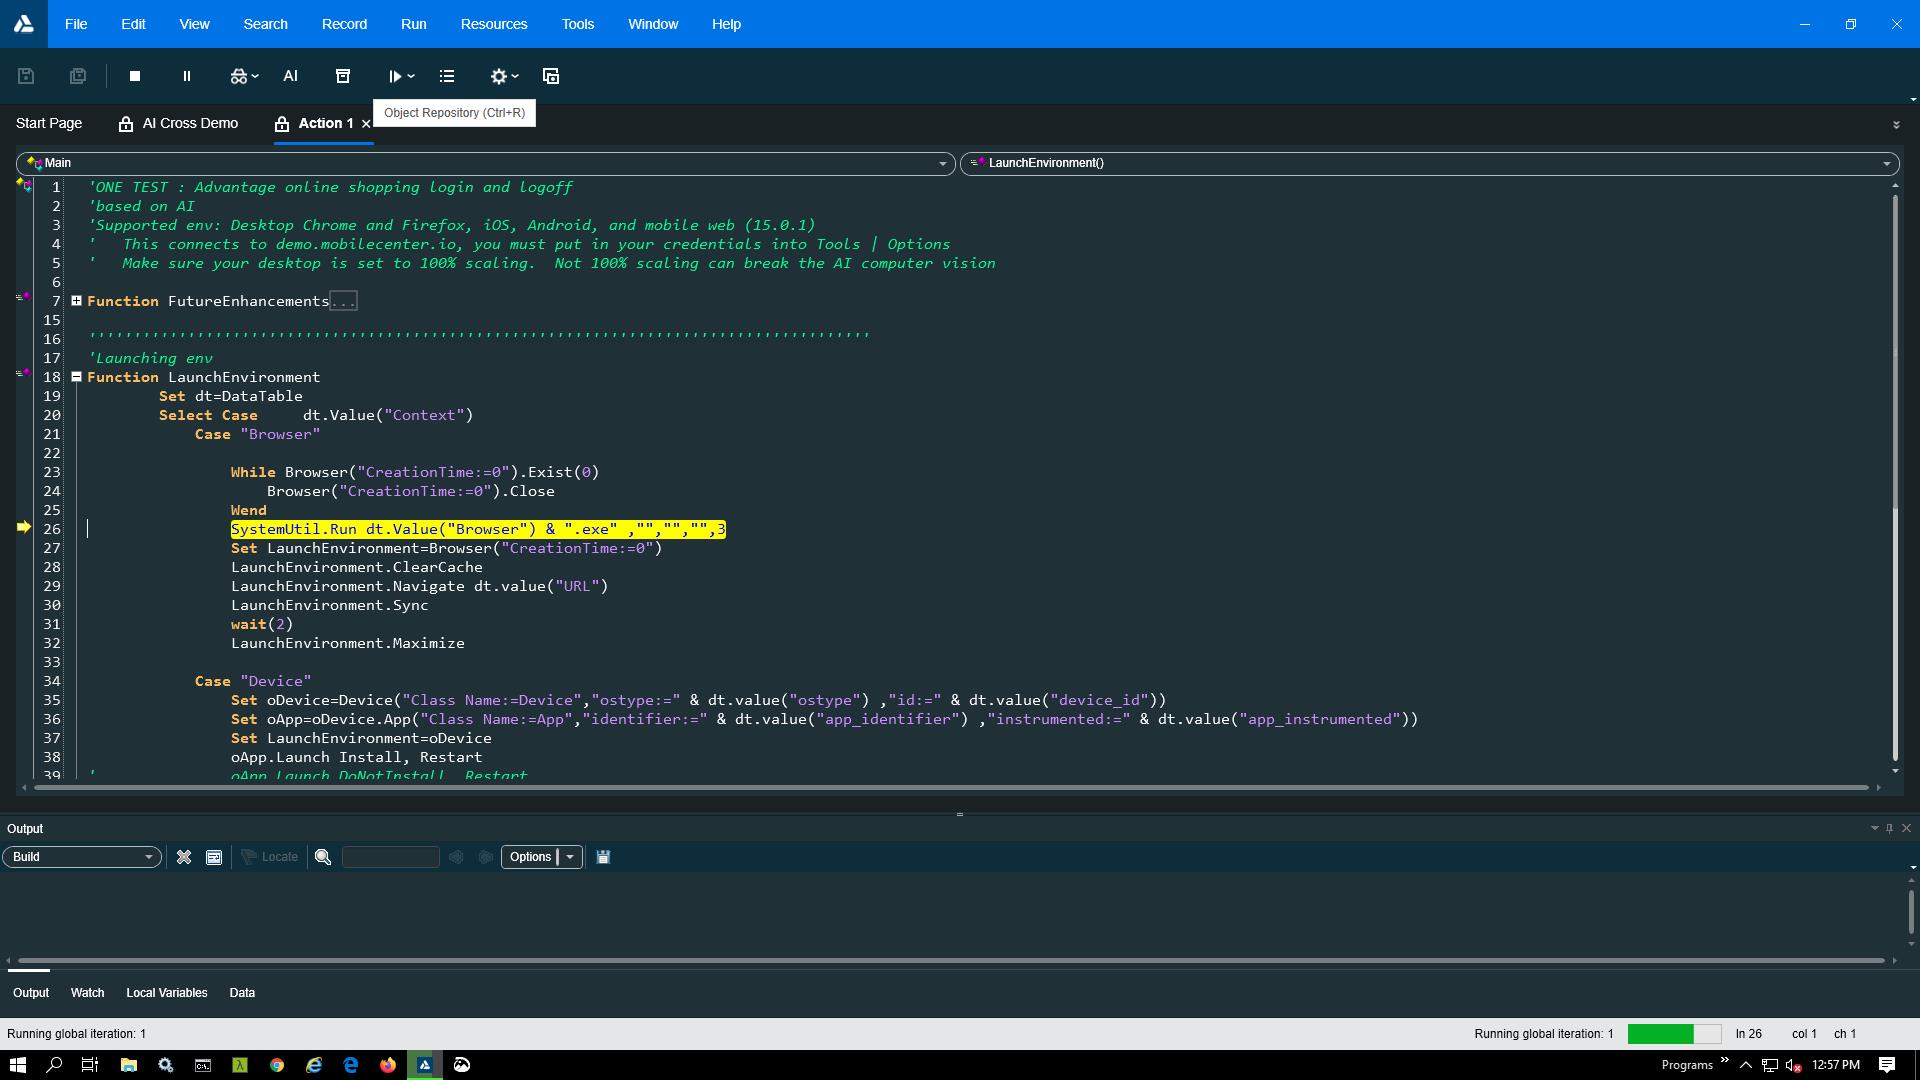 File Edit View Search Record Run Resources Tools Window Help
AI
Object Repository (Ctrl+R)
Start Page AI Cross Demo Action 1
Main LaunchEnvironment()
1 'ONE TEST : Advantage online shopping login and logoff
2 'based on AI
3 'Supported env: Desktop Chrome and Firefox, iOS, Android, and mobile web (15.0.1)
4 '   This connects to demo.mobilecenter.io, you must put in your credentials into Tools | Options
5 '   Make sure your desktop is set to 100% scaling.  Not 100% scaling can break the AI computer vision
6
7 Function FutureEnhancements...
15
16 '''''''''''''''''''''''''''''''''''''''''''''''''''''''''''''''''''''''''''''''''''''''
17 'Launching env
18 Function LaunchEnvironment
19 Set dt=DataTable
20 Select Case     dt.Value("Context")
21 Case "Browser"
22
23 While Browser("CreationTime:=0").Exist(0)
24 Browser("CreationTime:=0").Close
25 Wend
26 SystemUtil.Run dt.Value("Browser") & ".exe" ,"","","",3
27 Set LaunchEnvironment=Browser("CreationTime:=0")
28 LaunchEnvironment.ClearCache
29 LaunchEnvironment.Navigate dt.value("URL")
30 LaunchEnvironment.Sync
31 wait(2)
32 LaunchEnvironment.Maximize
33
34 Case "Device"
35 Set oDevice=Device("Class Name:=Device","ostype:=" & dt.value("ostype") ,"id:=" & dt.value("device_id"))
36 Set oApp=oDevice.App("Class Name:=App","identifier:=" & dt.value("app_identifier") ,"instrumented:=" & dt.value("app_instrumented"))
37 Set LaunchEnvironment=oDevice
38 oApp.Launch Install, Restart
39 ' oApp.Launch DoNotInstall, Restart
Output
Build Locate Options
Output Watch Local Variables Data
Running global iteration: 1 Running global iteration: 1 ln 26 col 1 ch 1
Programs 12:57 PM